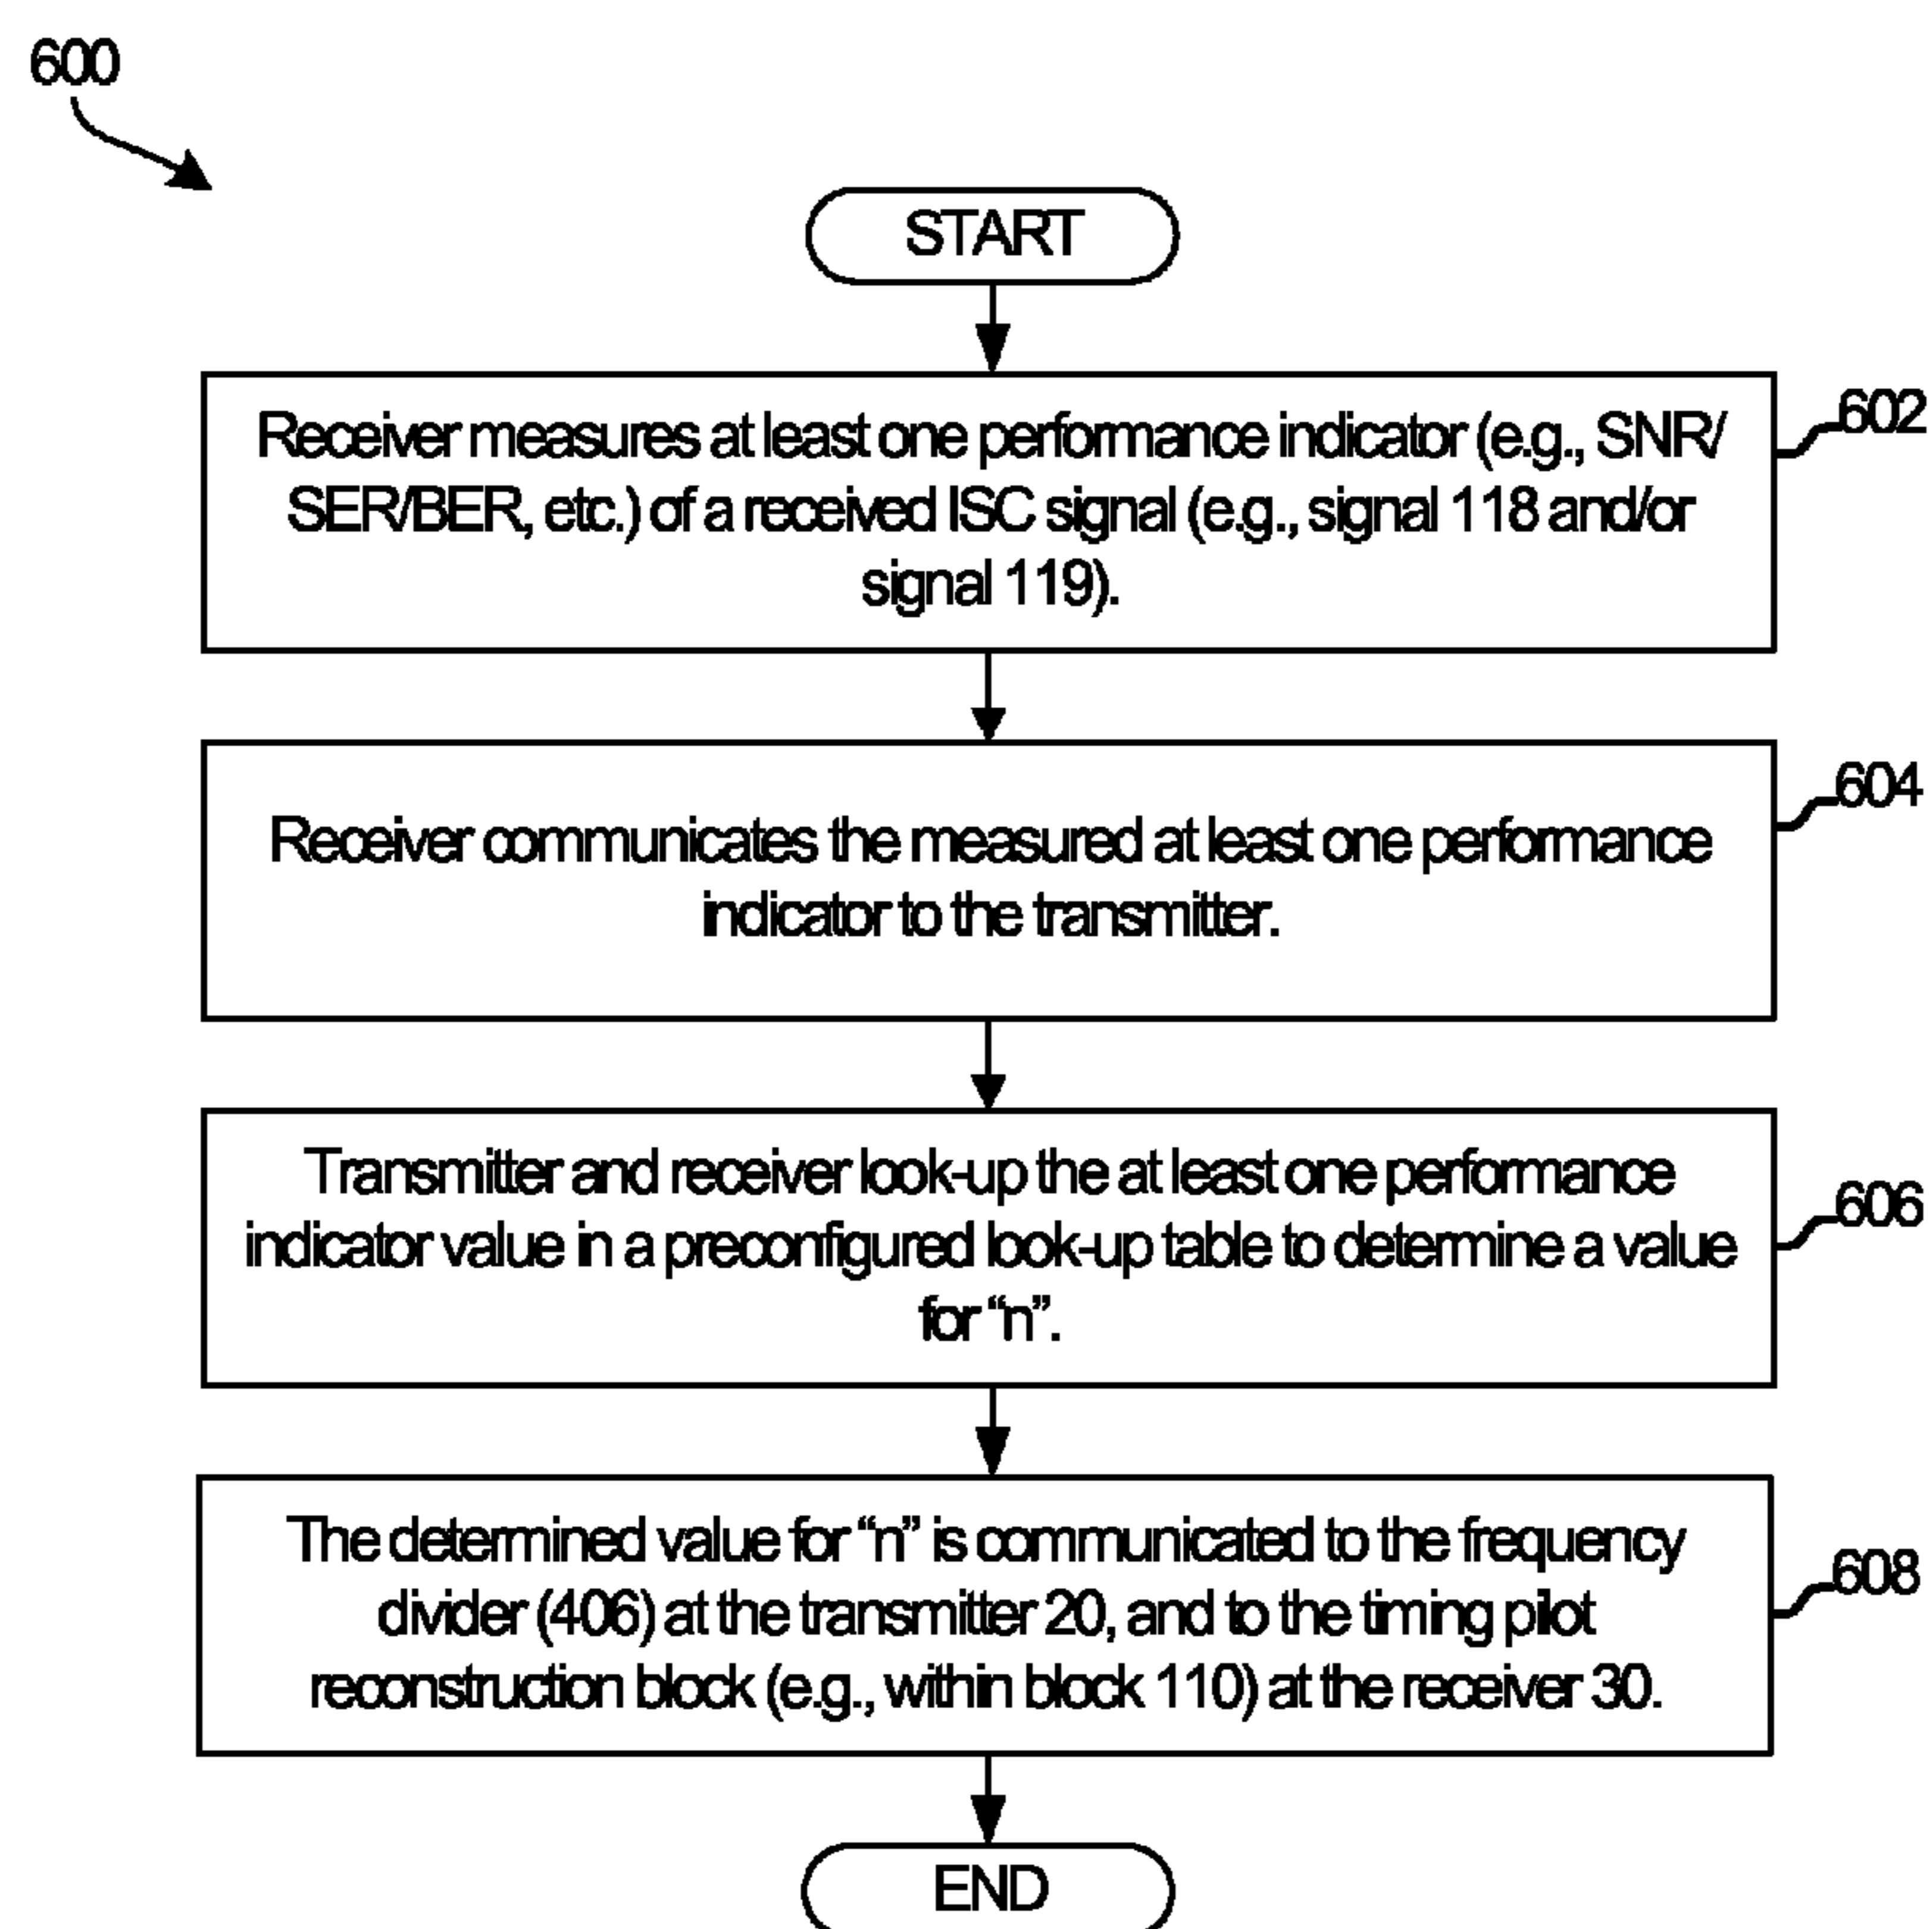 600
START
Receiver measures at least one performance indicator (e.g., SNR/
SER/BER, etc.) of a received ISC signal (e.g., signal 118 and/or
signal 119).
602
Receiver communicates the measured at least one performance
indicator to the transmitter.
604
Transmitter and receiver look-up the at least one performance
indicator value in a preconfigured look-up table to determine a value
for “n”.
606
The determined value for “n” is communicated to the frequency
divider (406) at the transmitter 20, and to the timing pilot
reconstruction block (e.g., within block 110) at the receiver 30.
608
END